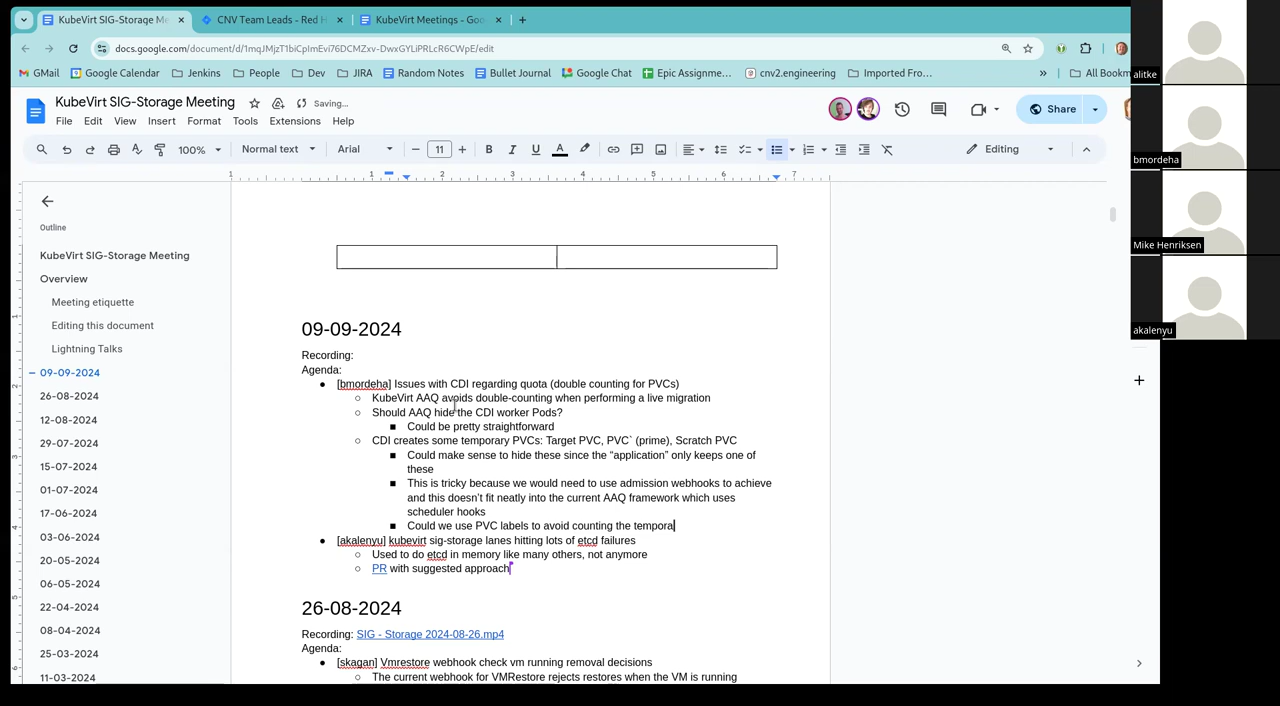 KubeVirt SIG-Storage Me
CNV Team Leads - Red H
KubeVirt Meetings - Goo
docs.google.com/document/d/1mqJMjzT1biCpImEvi76DCMZxv-DwxGYLiPRLcR6CWpE/edit
GMail Google Calendar Jenkins People Dev JIRA Random Notes Bullet Journal Google Chat Epic Assignme... cnv2.engineering Imported Fro... » All Bookm
KubeVirt SIG-Storage Meeting Saving...
File Edit View Insert Format Tools Extensions Help
Share
100% Normal text Arial 11 Editing
1 1 2 3 4 5 6 7
Outline
KubeVirt SIG-Storage Meeting
Overview
Meeting etiquette
Editing this document
Lightning Talks
09-09-2024
26-08-2024
12-08-2024
29-07-2024
15-07-2024
01-07-2024
17-06-2024
03-06-2024
20-05-2024
06-05-2024
22-04-2024
08-04-2024
25-03-2024
11-03-2024
09-09-2024
Recording:
Agenda:
● [bmordeha] Issues with CDI regarding quota (double counting for PVCs)
○ KubeVirt AAQ avoids double-counting when performing a live migration
○ Should AAQ hide the CDI worker Pods?
■ Could be pretty straightforward
○ CDI creates some temporary PVCs: Target PVC, PVC` (prime), Scratch PVC
■ Could make sense to hide these since the “application” only keeps one of
these
■ This is tricky because we would need to use admission webhooks to achieve
and this doesn’t fit neatly into the current AAQ framework which uses
scheduler hooks
■ Could we use PVC labels to avoid counting the tempora
● [akalenyu] kubevirt sig-storage lanes hitting lots of etcd failures
○ Used to do etcd in memory like many others, not anymore
○ PR with suggested approach
26-08-2024
Recording: SIG - Storage 2024-08-26.mp4
Agenda:
● [skagan] Vmrestore webhook check vm running removal decisions
○ The current webhook for VMRestore rejects restores when the VM is running
alitke
bmordeha
Mike Henriksen
akalenyu